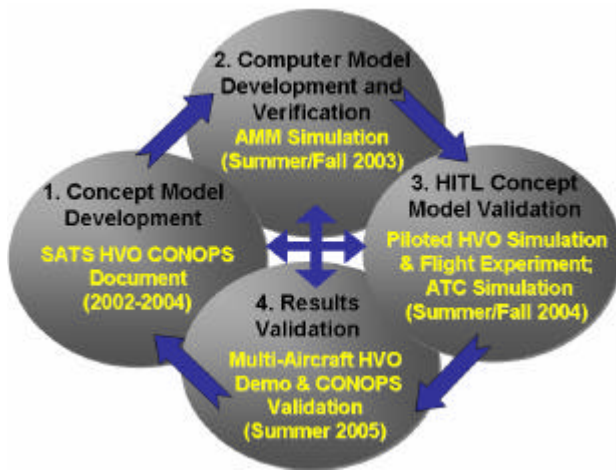 2. Computer Model
Development and
Verification
AMM Simulation
(Summer/Fall 2003)
1. Concept Model
Development
SATS HVO CONOPS
Document
(2002-2004)
3. HITL Concept
Model Validation
Piloted HVO Simulation
& Flight Experiment;
ATC Simulation
(Summer/Fall 2004)
4. Results
Validation
Multi-Aircraft HVO
Demo & CONOPS
Validation
(Summer 2005)